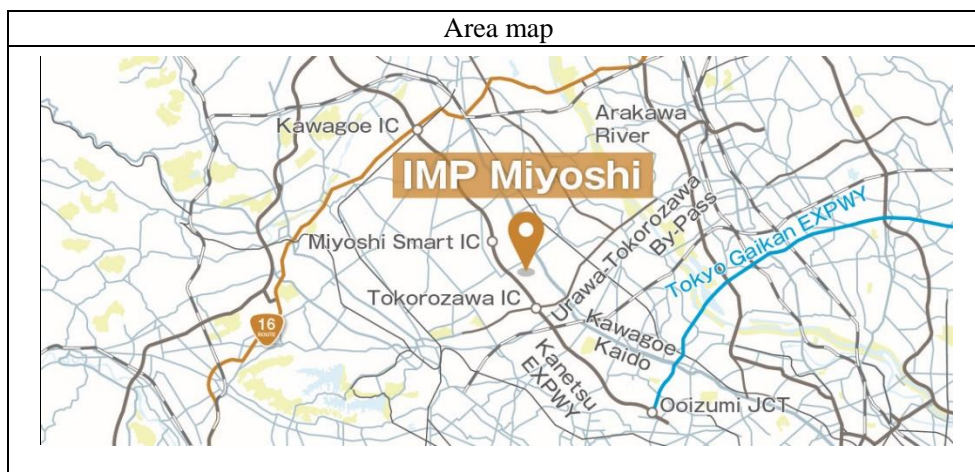 Area map
Arakawa
River
Kawagoe IC
IMP Miyoshi
Miyoshi Smart IC
Urawa-Tokorozawa
By-Pass
Tokyo Gaikan EXPWY
Tokorozawa IC
16
ROUTE
Kawagoe-
Kaido
Kanetsu
EXPWY
Ooizumi JCT